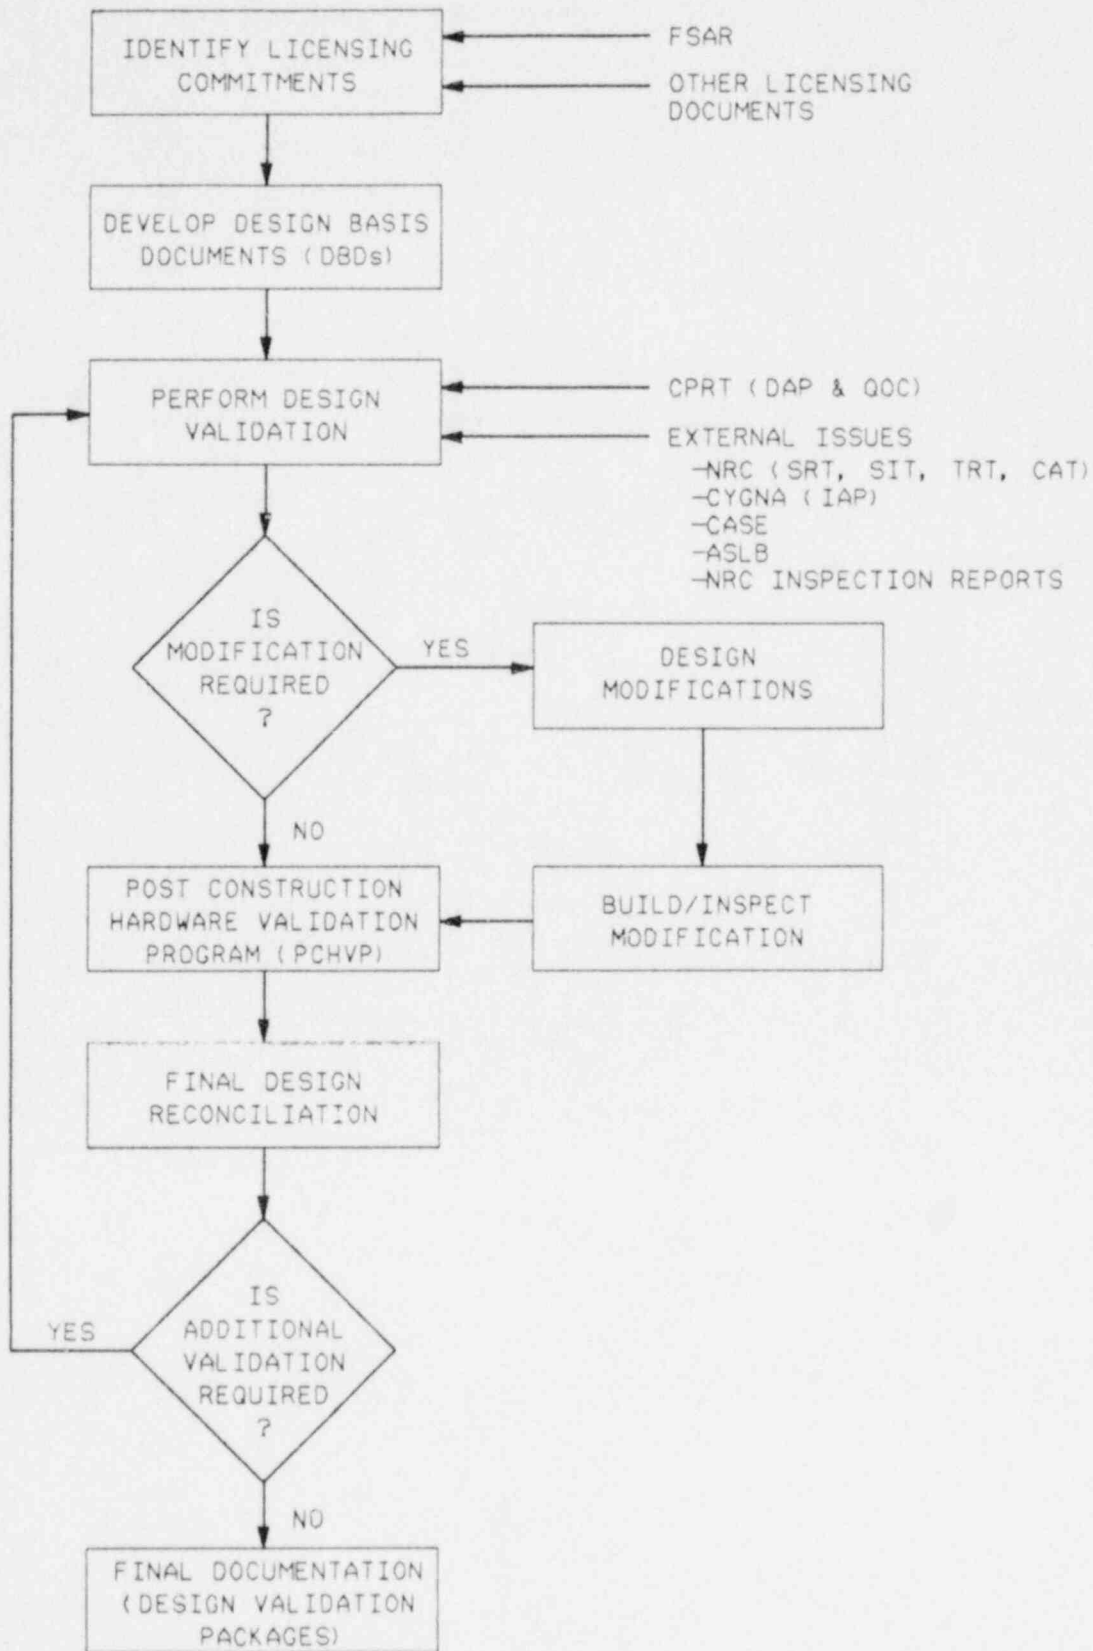 IDENTIFY LICENSING
COMMITMENTS
FSAR
OTHER LICENSING
DOCUMENTS
DEVELOP DESIGN BASIS
DOCUMENTS (DBDs)
PERFORM DESIGN
VALIDATION
CPRT (DAP & QOC)
EXTERNAL ISSUES
-NRC (SRT, SIT, TRT, CAT)
-CYGNA (IAP)
-CASE
-ASLB
-NRC INSPECTION REPORTS
IS
MODIFICATION
REQUIRED
?
YES
DESIGN
MODIFICATIONS
NO
POST CONSTRUCTION
HARDWARE VALIDATION
PROGRAM (PCHVP)
BUILD/INSPECT
MODIFICATION
FINAL DESIGN
RECONCILIATION
IS
ADDITIONAL
VALIDATION
REQUIRED
?
YES
NO
FINAL DOCUMENTATION
(DESIGN VALIDATION
PACKAGES)